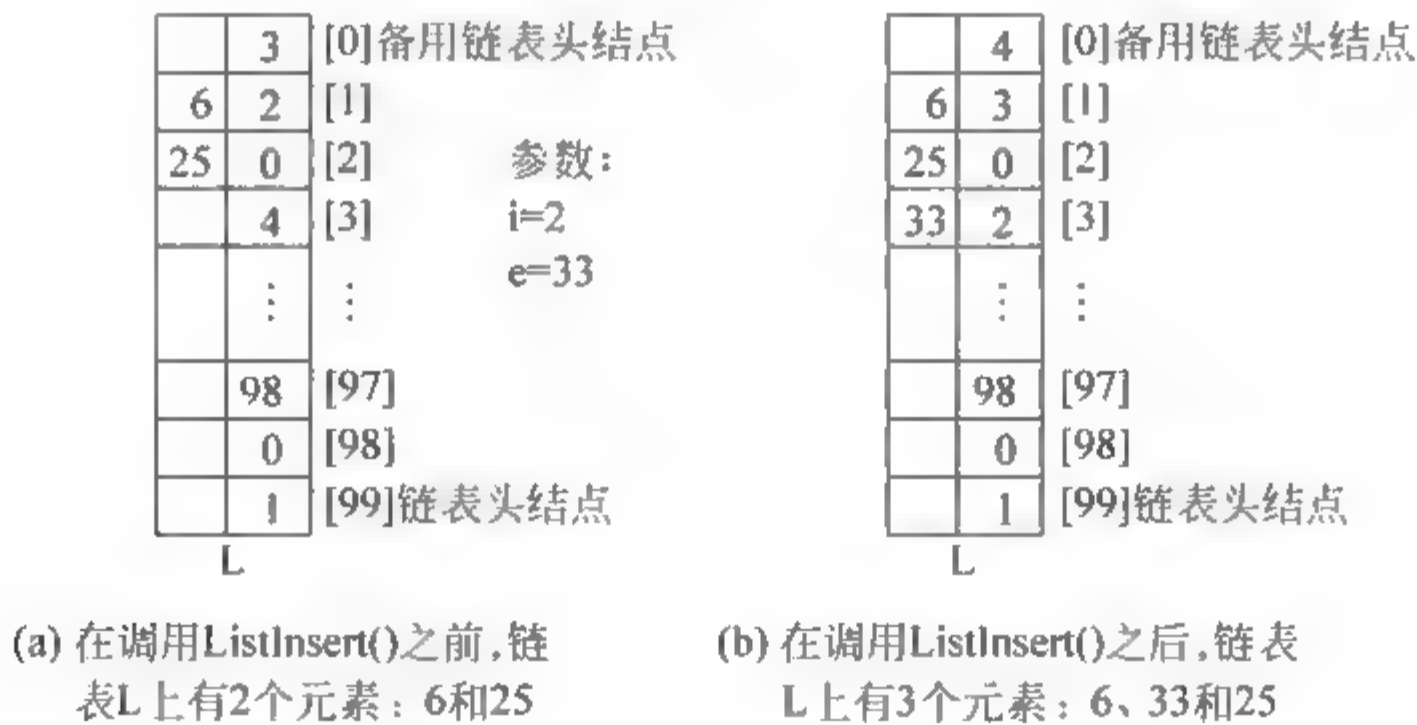 3 [0]备用链表头结点
6 2 [1]
25 0 [2]
4 [3]
⋮ ⋮
98 [97]
0 [98]
1 [99]链表头结点
L
参数：
i=2
e=33
4 [0]备用链表头结点
6 3 [1]
25 0 [2]
33 2 [3]
⋮ ⋮
98 [97]
0 [98]
1 [99]链表头结点
L
(a) 在调用ListInsert()之前,链
表L上有2个元素：6和25
(b) 在调用ListInsert()之后,链表
L上有3个元素：6、33和25